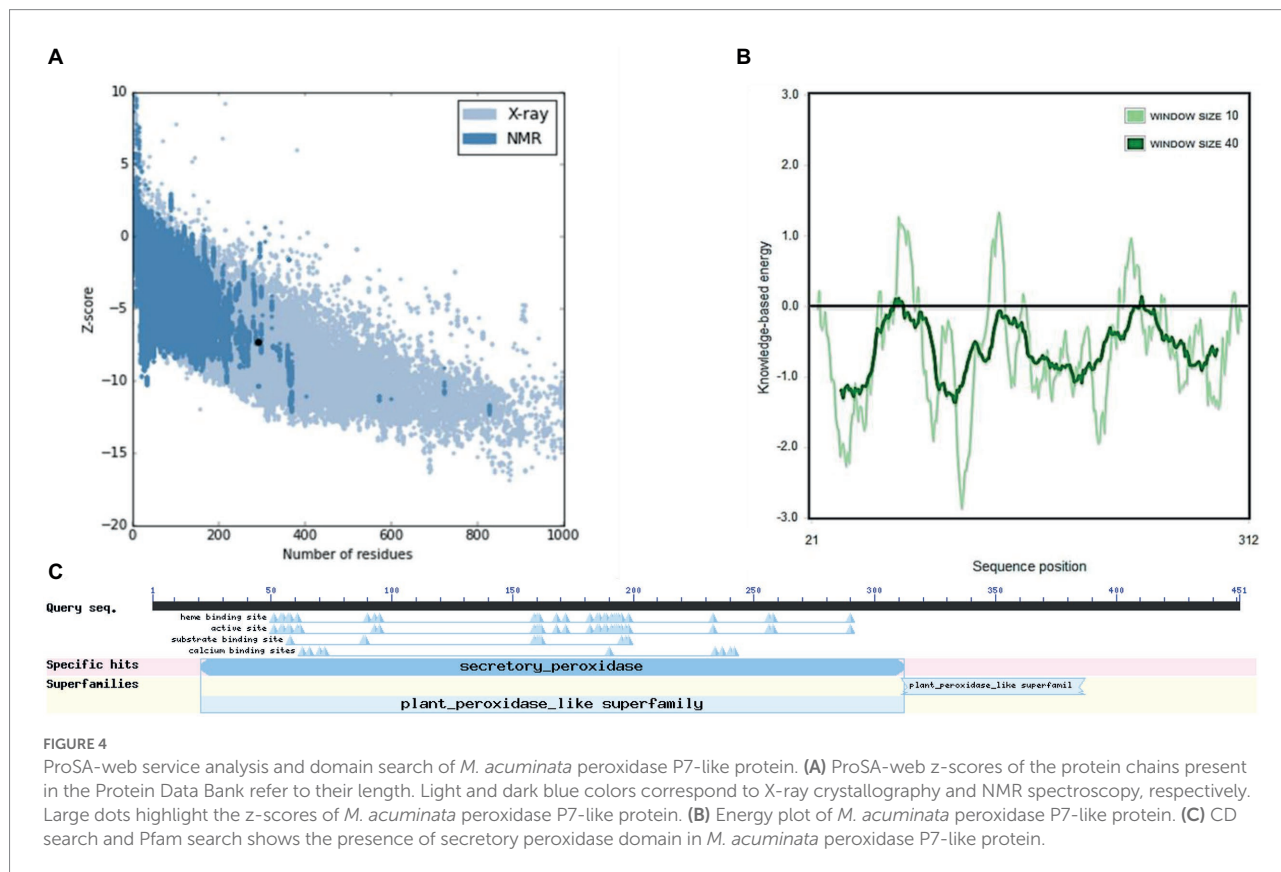 A
B
10
5
0
−5
−10
−15
−20
Z-score
X-ray
NMR
0 200 400 600 800 1000
Number of residues
3.0
2.0
1.0
0.0
-1.0
-2.0
-3.0
Knowledge-based energy
WINDOW SIZE 10
WINDOW SIZE 40
21 312
Sequence position
C
1 50 100 150 200 250 300 350 400 451
Query seq.
heme binding site
active site
substrate binding site
calcium binding sites
Specific hits
secretory_peroxidase
Superfamilies
plant_peroxidase_like superfamil
plant_peroxidase_like superfamily
FIGURE 4
ProSA-web service analysis and domain search of M. acuminata peroxidase P7-like protein. (A) ProSA-web z-scores of the protein chains present
in the Protein Data Bank refer to their length. Light and dark blue colors correspond to X-ray crystallography and NMR spectroscopy, respectively.
Large dots highlight the z-scores of M. acuminata peroxidase P7-like protein. (B) Energy plot of M. acuminata peroxidase P7-like protein. (C) CD
search and Pfam search shows the presence of secretory peroxidase domain in M. acuminata peroxidase P7-like protein.